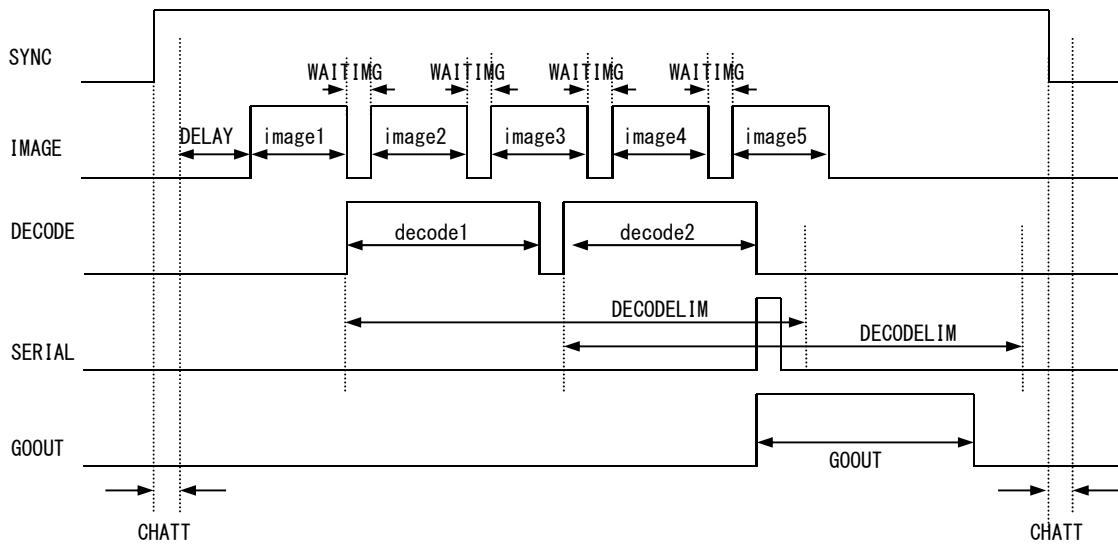 SYNC
WAITIMG WAITIMG WAITIMG WAITIMG
DELAY image1 image2 image3 image4 image5
IMAGE
DECODE decode1 decode2
DECODELIM
DECODELIM
SERIAL
GOOUT
GOOUT
CHATT CHATT